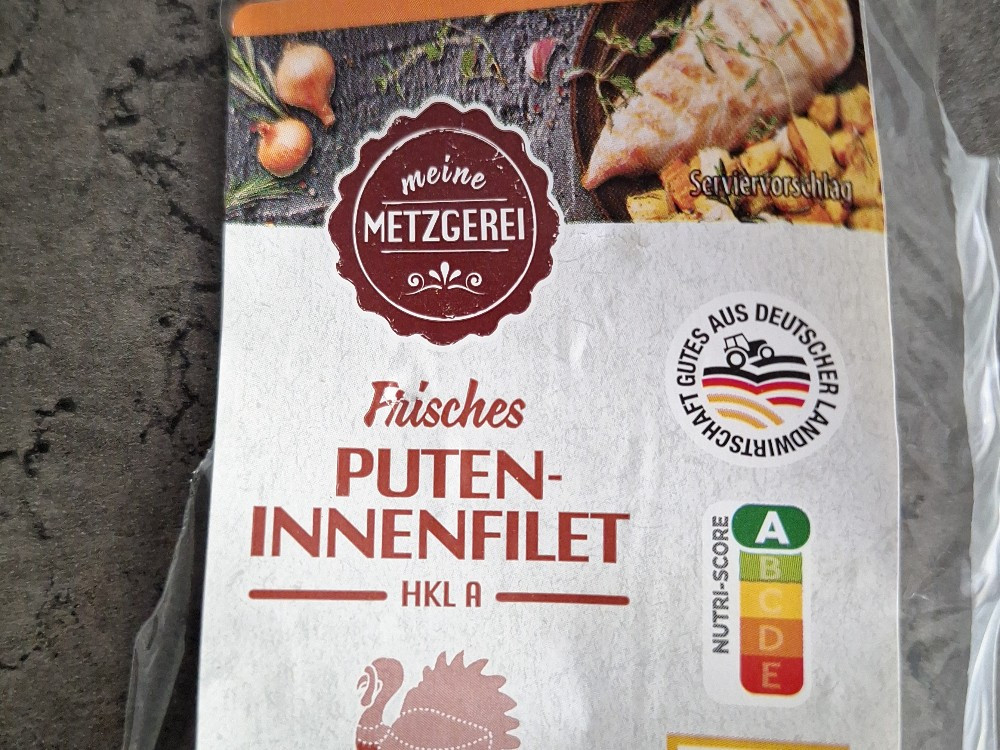 Serviervorschlag
meine
METZGEREI
GUTES AUS DEUTSCHER LANDWIRTSCHAFT
Frisches
PUTEN-
INNENFILET
HKL A
NUTRI-SCORE
A
B
C
D
E